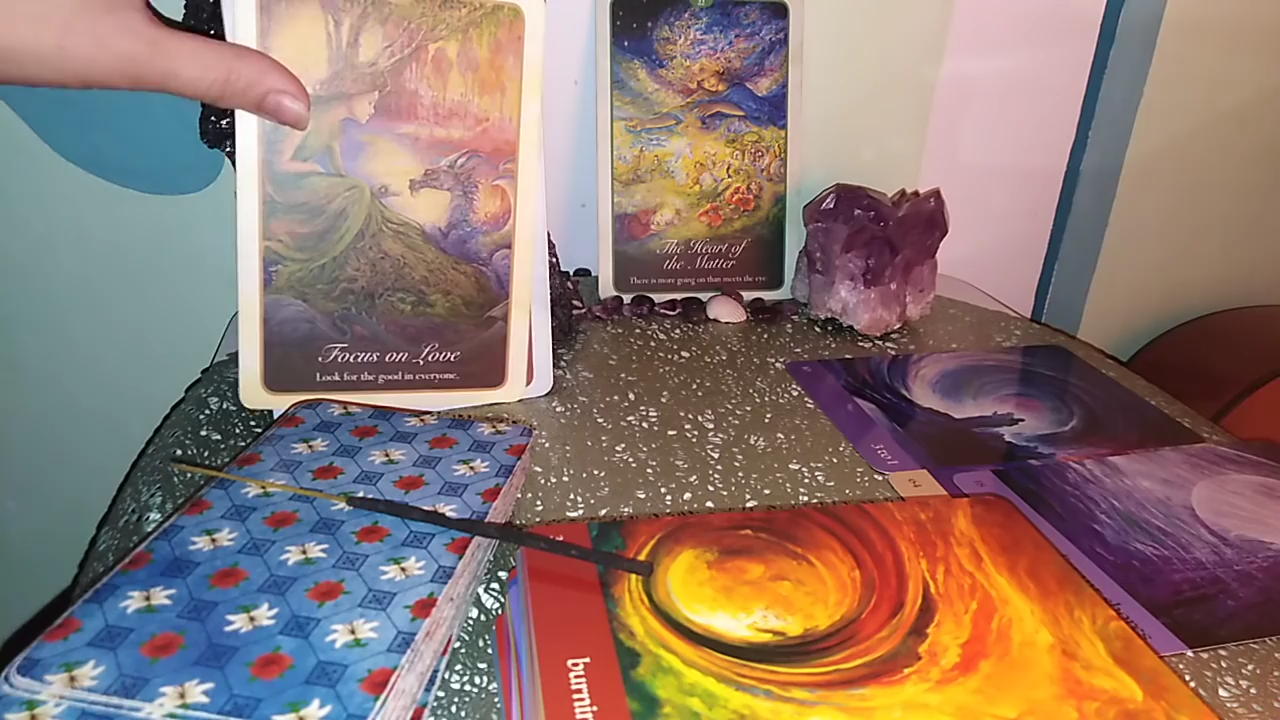 Focus on Love
Look for the good in everyone.
The Heart of
the Matter
There is more going on than meets the eye
64
burnin